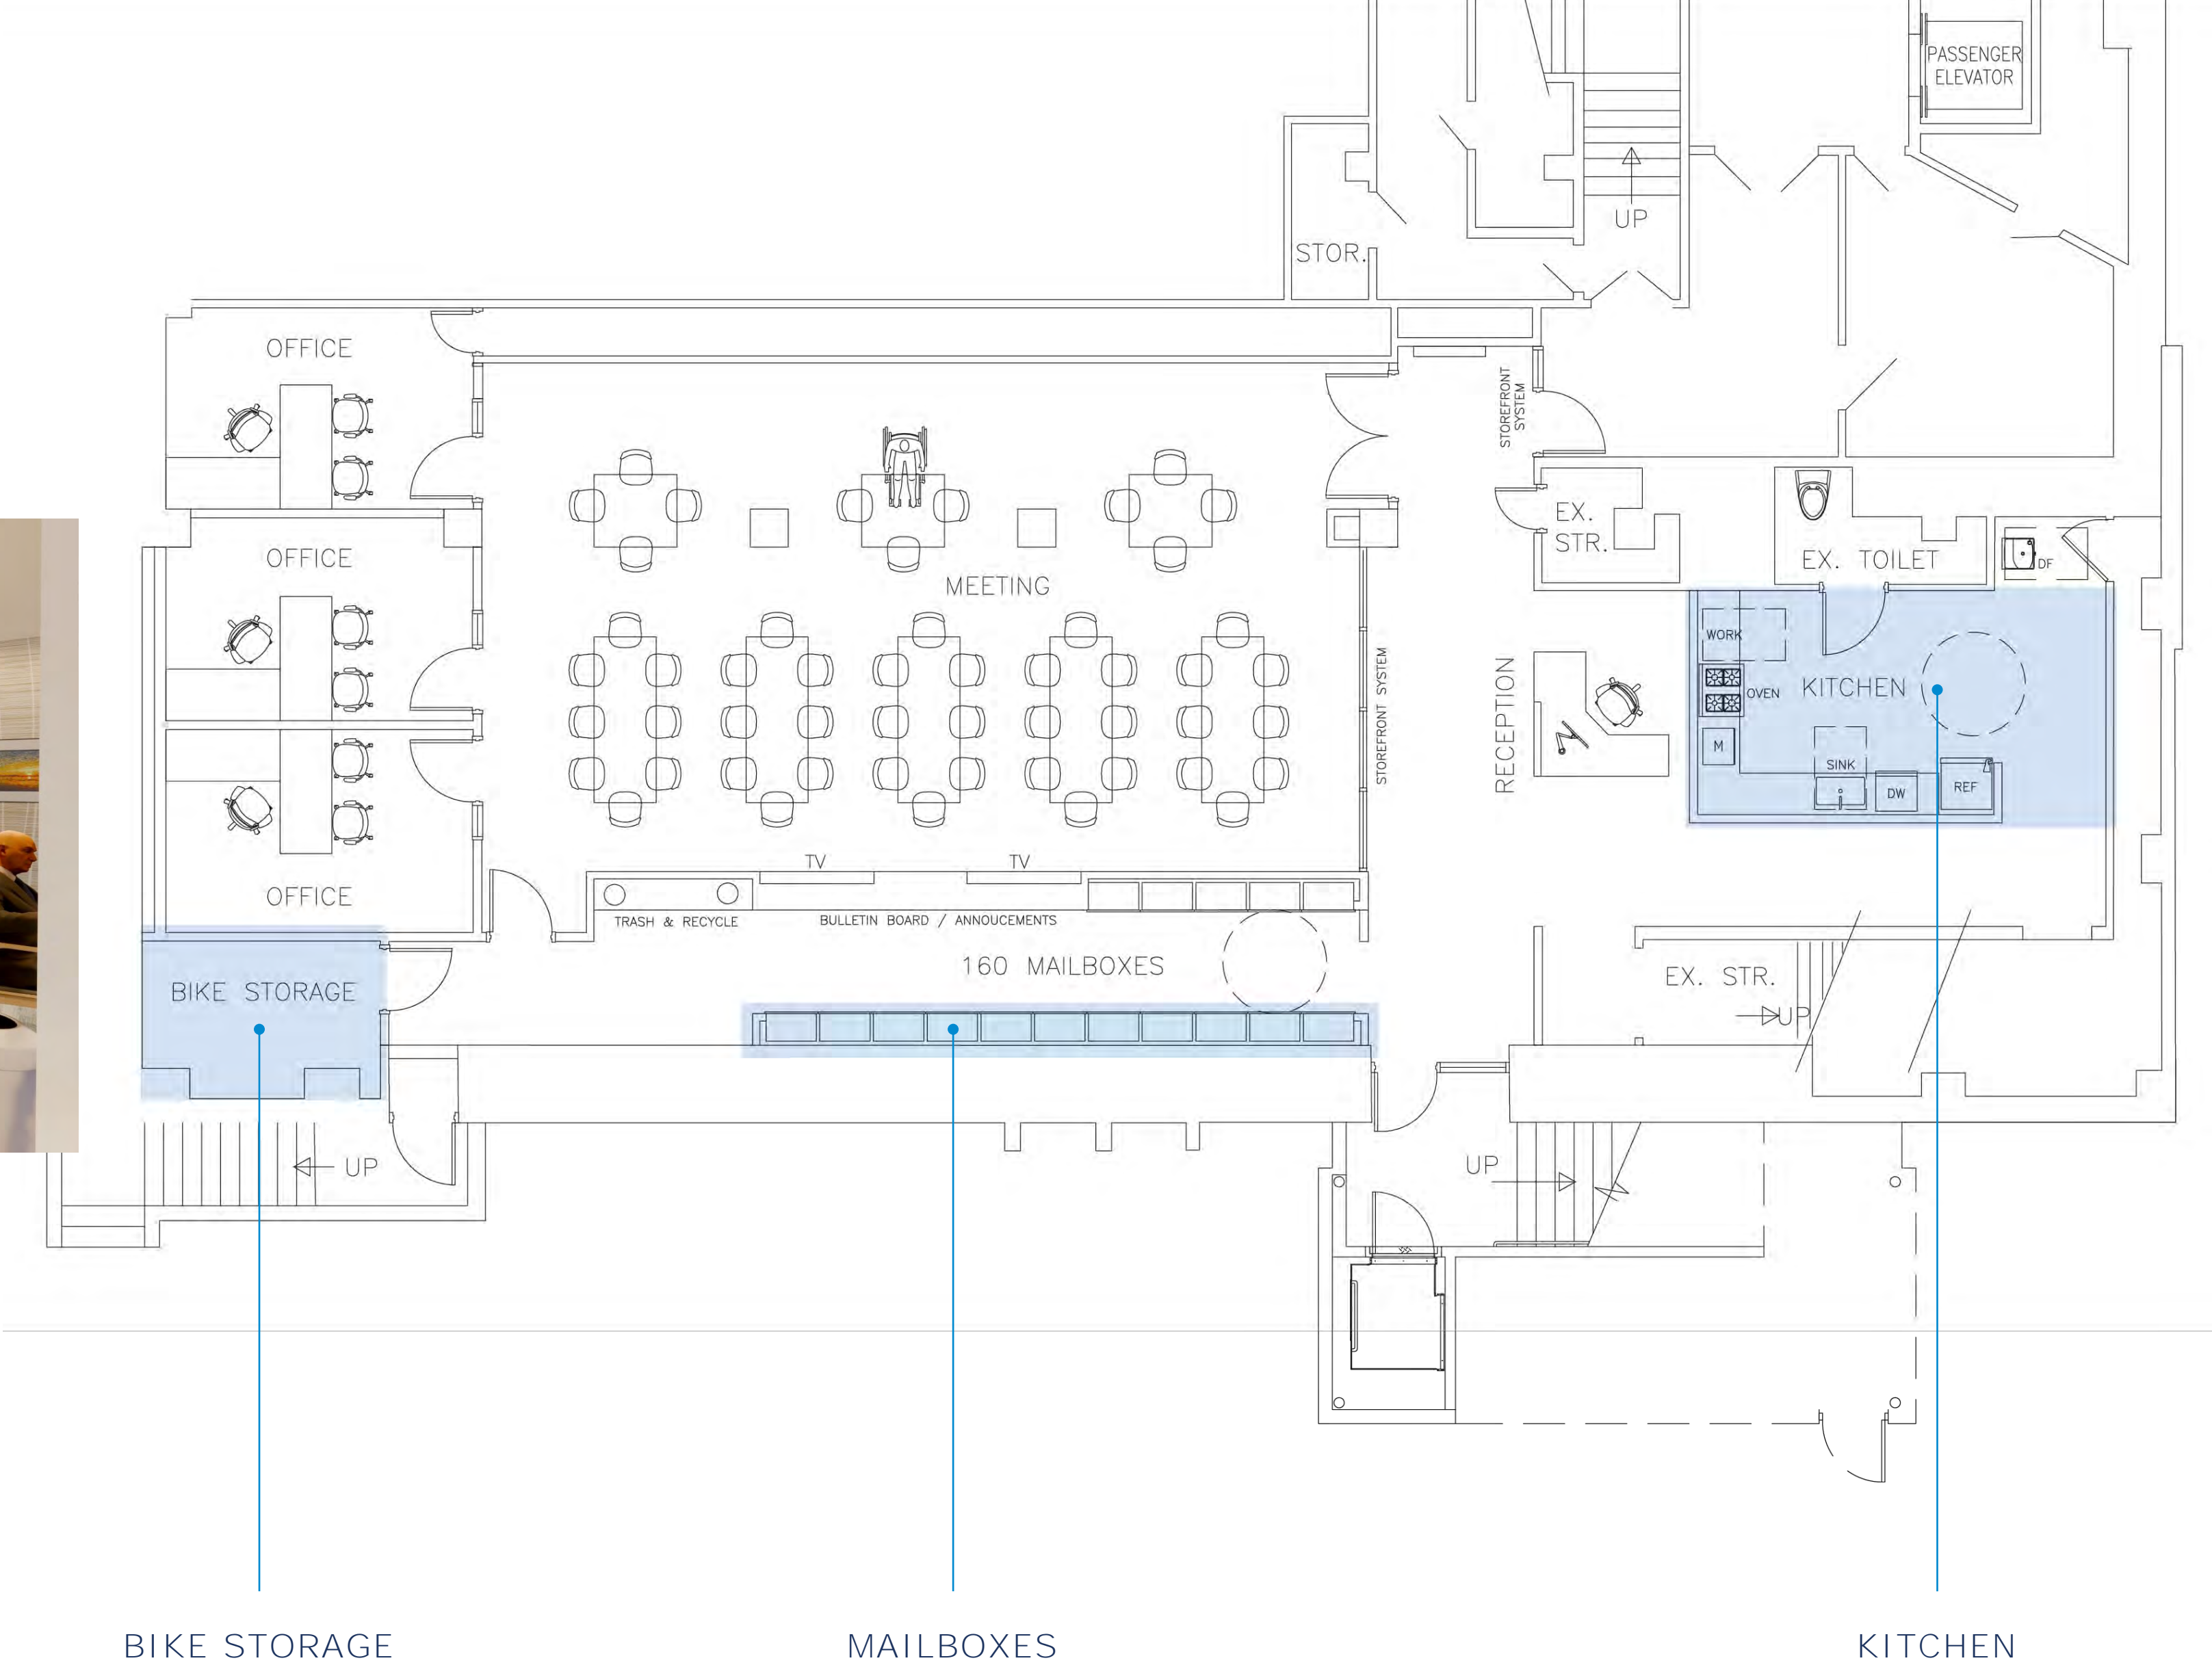 PASSENGER
ELEVATOR
UP
STOR.
OFFICE
STOREFRONT
SYSTEM
EX.
STR.
EX. TOILET
DF
OFFICE
MEETING
WORK
OVEN
KITCHEN
M
SINK
DW
REF
STOREFRONT SYSTEM
RECEPTION
TV
TV
OFFICE
TRASH & RECYCLE
BULLETIN BOARD / ANNOUCEMENTS
160 MAILBOXES
EX. STR.
UP
BIKE STORAGE
UP
UP
BIKE STORAGE
MAILBOXES
KITCHEN